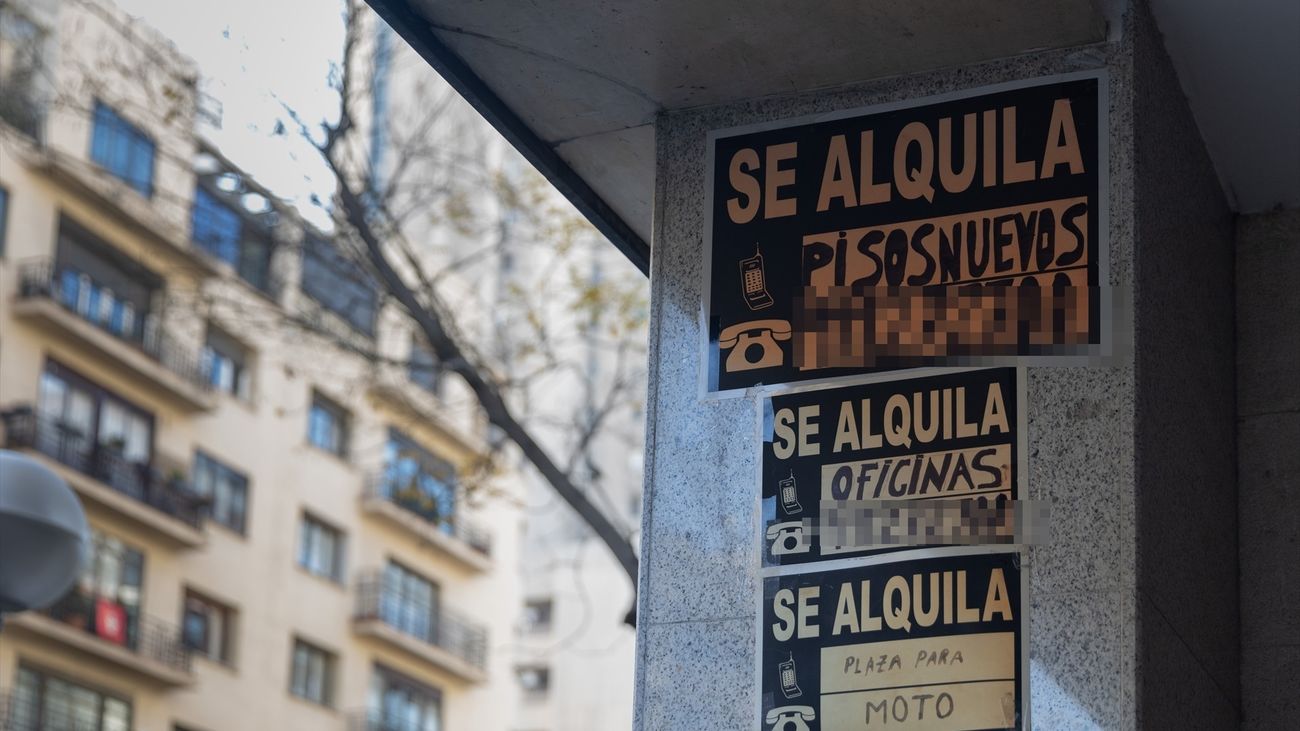 SE ALQUILA
PISOS NUEVOS
SE ALQUILA
OFICINAS
SE ALQUILA
PLAZA PARA
MOTO